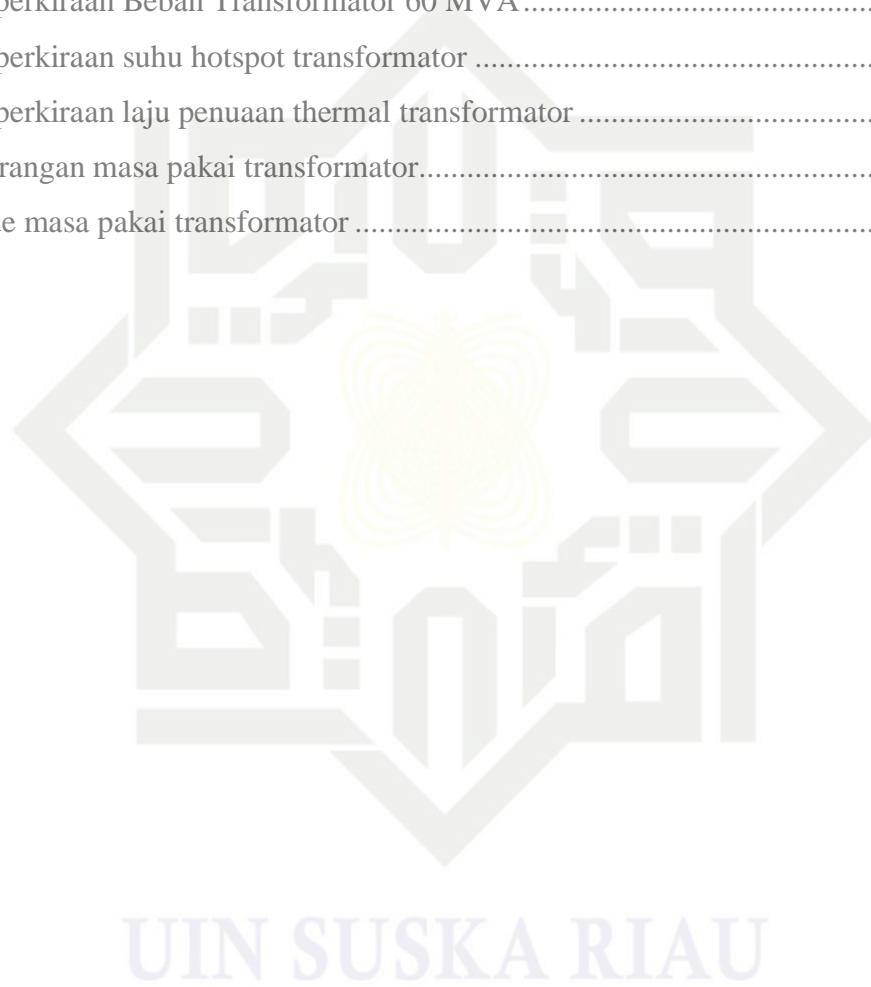 perkiraan Beban Transformator 60 MVA
perkiraan suhu hotspot transformator
perkiraan laju penuaan thermal transformator
rangan masa pakai transformator
e masa pakai transformator
UIN SUSKA RIAU